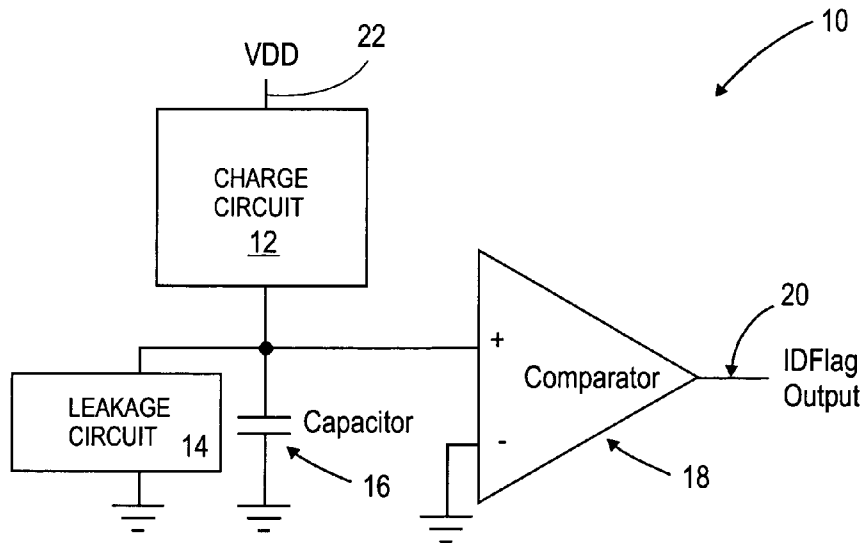 10
VDD
22
CHARGE
CIRCUIT
12
+
Comparator
-
20
IDFlag
Output
LEAKAGE
CIRCUIT
14
Capacitor
16
18